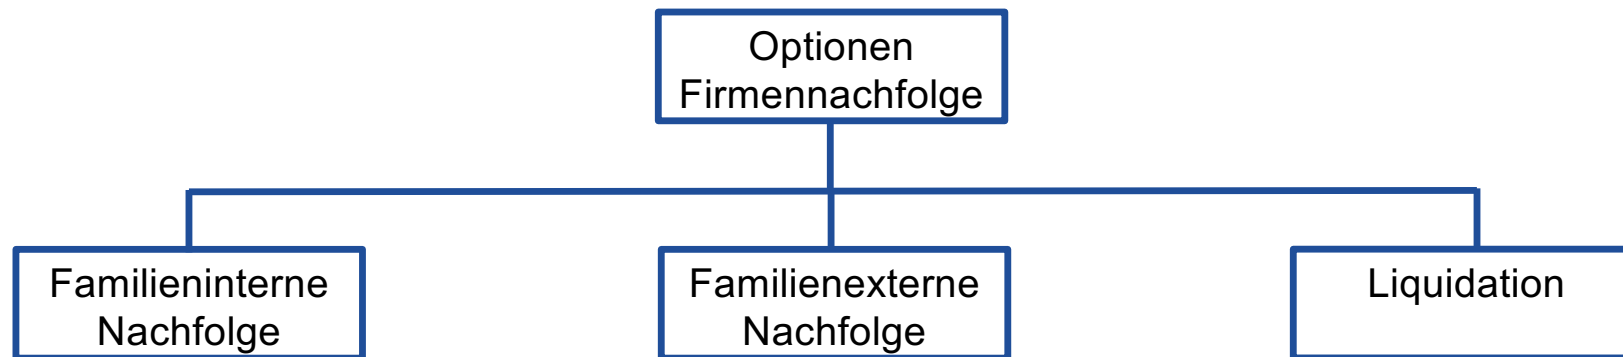 Optionen
Firmennachfolge
Familieninterne
Nachfolge
Familienexterne
Nachfolge
Liquidation